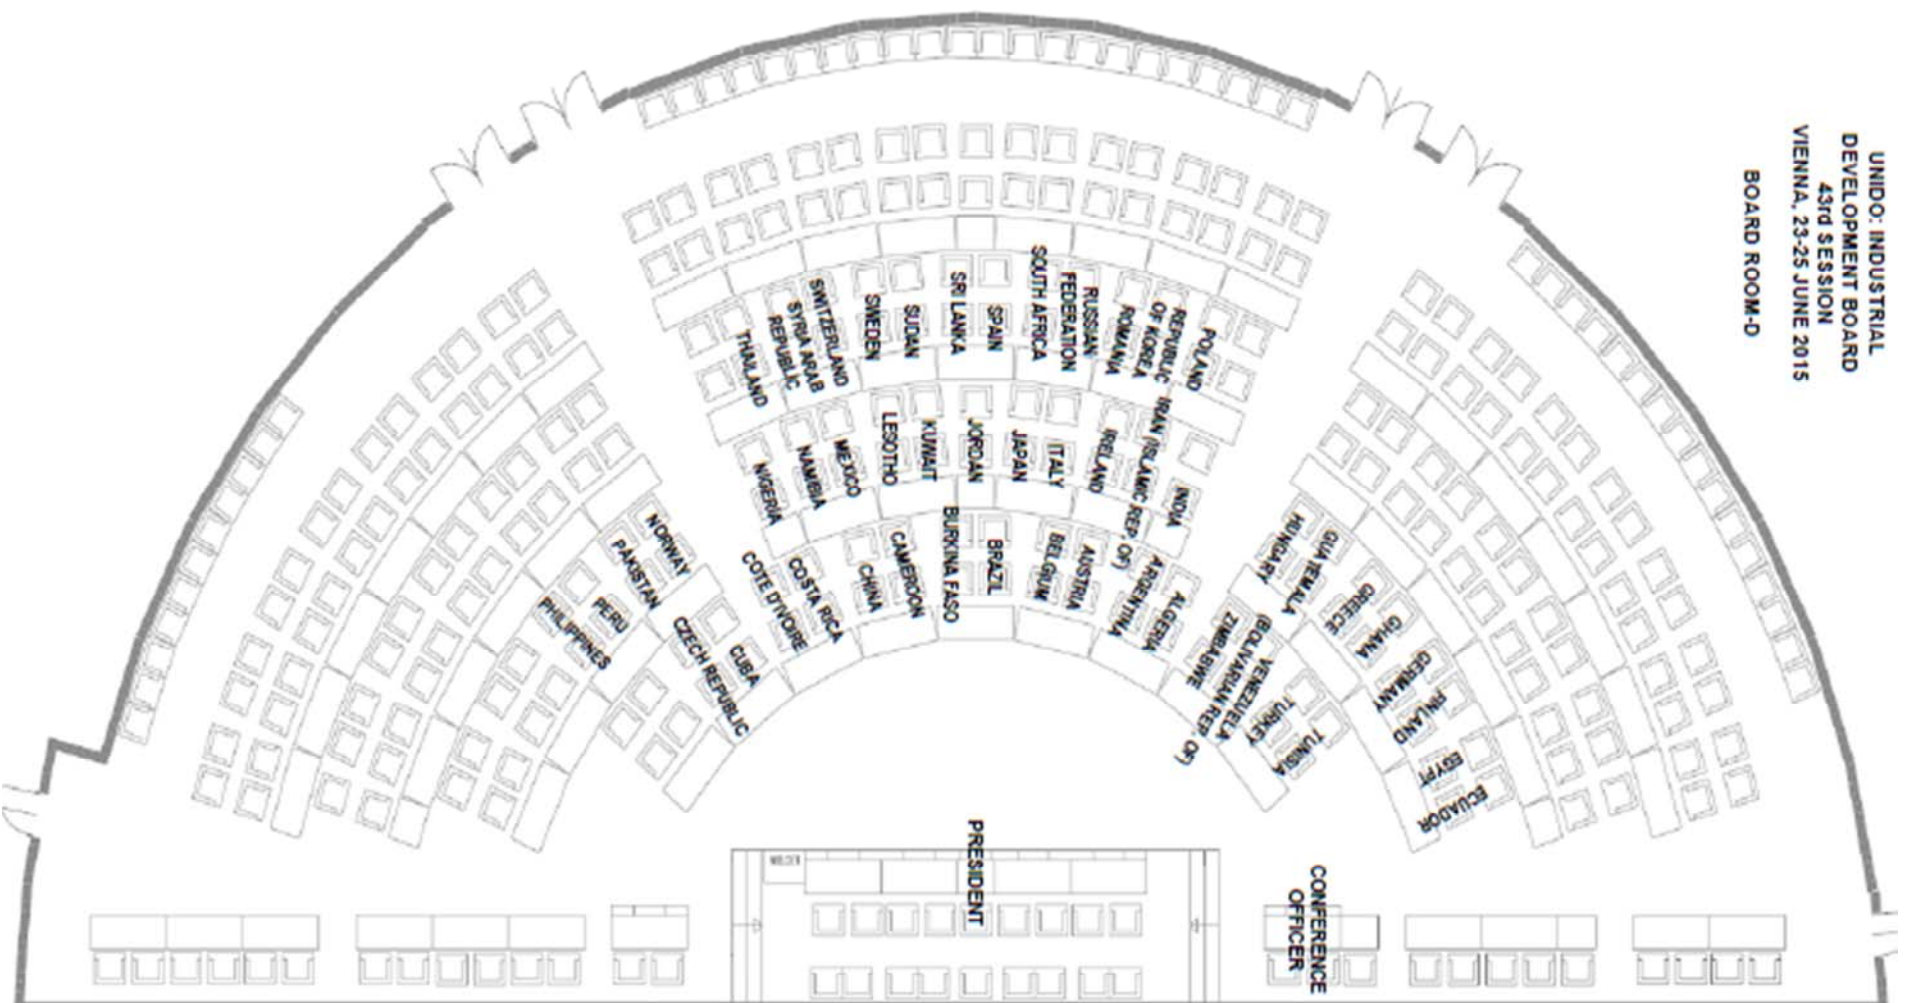 UNIDO: INDUSTRIAL
DEVELOPMENT BOARD
43rd SESSION
VIENNA, 23-25 JUNE 2015
BOARD ROOM-D
POLAND
REPUBLIC
OF KOREA
ROMANIA
RUSSIAN
FEDERATION
SOUTH AFRICA
SPAIN
SRI LANKA
SUDAN
SWEDEN
SWITZERLAND
SYRIA ARAB
REPUBLIC
THAILAND
INDIA
IRAN (ISLAMIC REP OF)
IRELAND
ITALY
JAPAN
JORDAN
KUWAIT
LESOTHO
MEXICO
NAMIBIA
NIGERIA
NORWAY
PAKISTAN
PERU
PHILIPPINES
ALGERIA
ARGENTINA
AUSTRIA
BELGIUM
BRAZIL
BURKINA FASO
CAMEROON
CHINA
COSTA RICA
COTE D'IVOIRE
CUBA
CZECH REPUBLIC
ECUADOR
EGYPT
FINLAND
GERMANY
GHANA
GREECE
GUATEMALA
HUNGARY
TUNISIA
TURKEY
VENEZUELA
(BOLAVARIAN REP OF)
ZIMBABWE
PRESIDENT
CONFERENCE
OFFICER